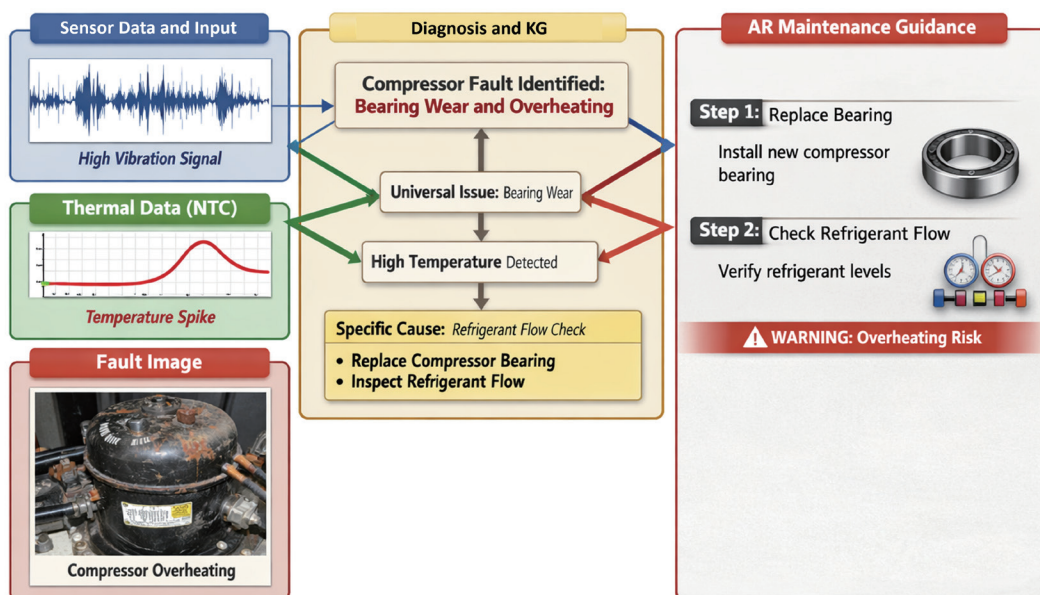 Sensor Data and Input
High Vibration Signal
Thermal Data (NTC)
Temperature Spike
Fault Image
Compressor Overheating
Diagnosis and KG
Compressor Fault Identified:
Bearing Wear and Overheating
Universal Issue: Bearing Wear
High Temperature Detected
Specific Cause: Refrigerant Flow Check
• Replace Compressor Bearing
• Inspect Refrigerant Flow
AR Maintenance Guidance
Step 1: Replace Bearing
Install new compressor
bearing
Step 2: Check Refrigerant Flow
Verify refrigerant levels
WARNING: Overheating Risk